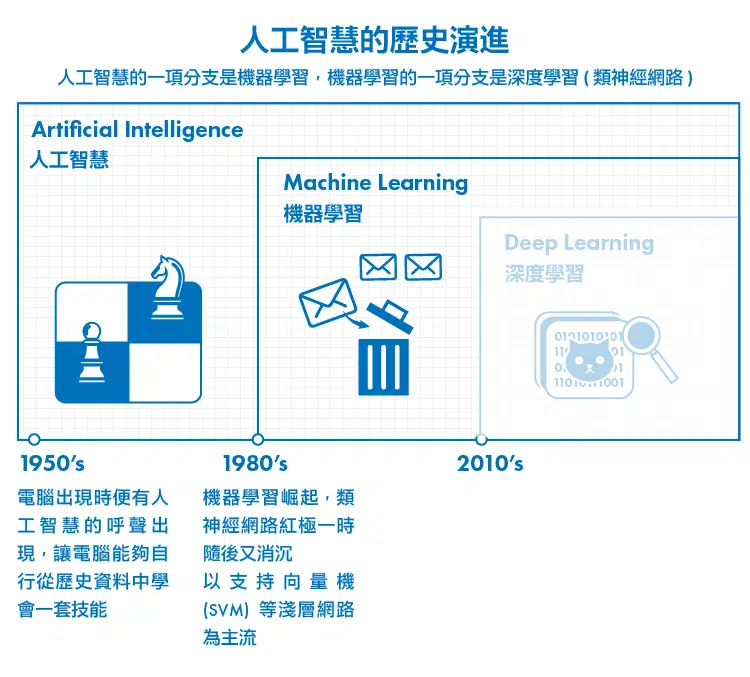 人工智慧的歷史演進
人工智慧的一項分支是機器學習，機器學習的一項分支是深度學習 ( 類神經網路 )
Artificial Intelligence
人工智慧
Machine Learning
機器學習
Deep Learning
深度學習
1950’s
電腦出現時便有人
工智慧的呼聲出
現，讓電腦能夠自
行從歷史資料中學
會一套技能
1980’s
機器學習崛起，類
神經網路紅極一時
隨後又消沉
以支持向量機
(SVM) 等淺層網路
為主流
2010’s